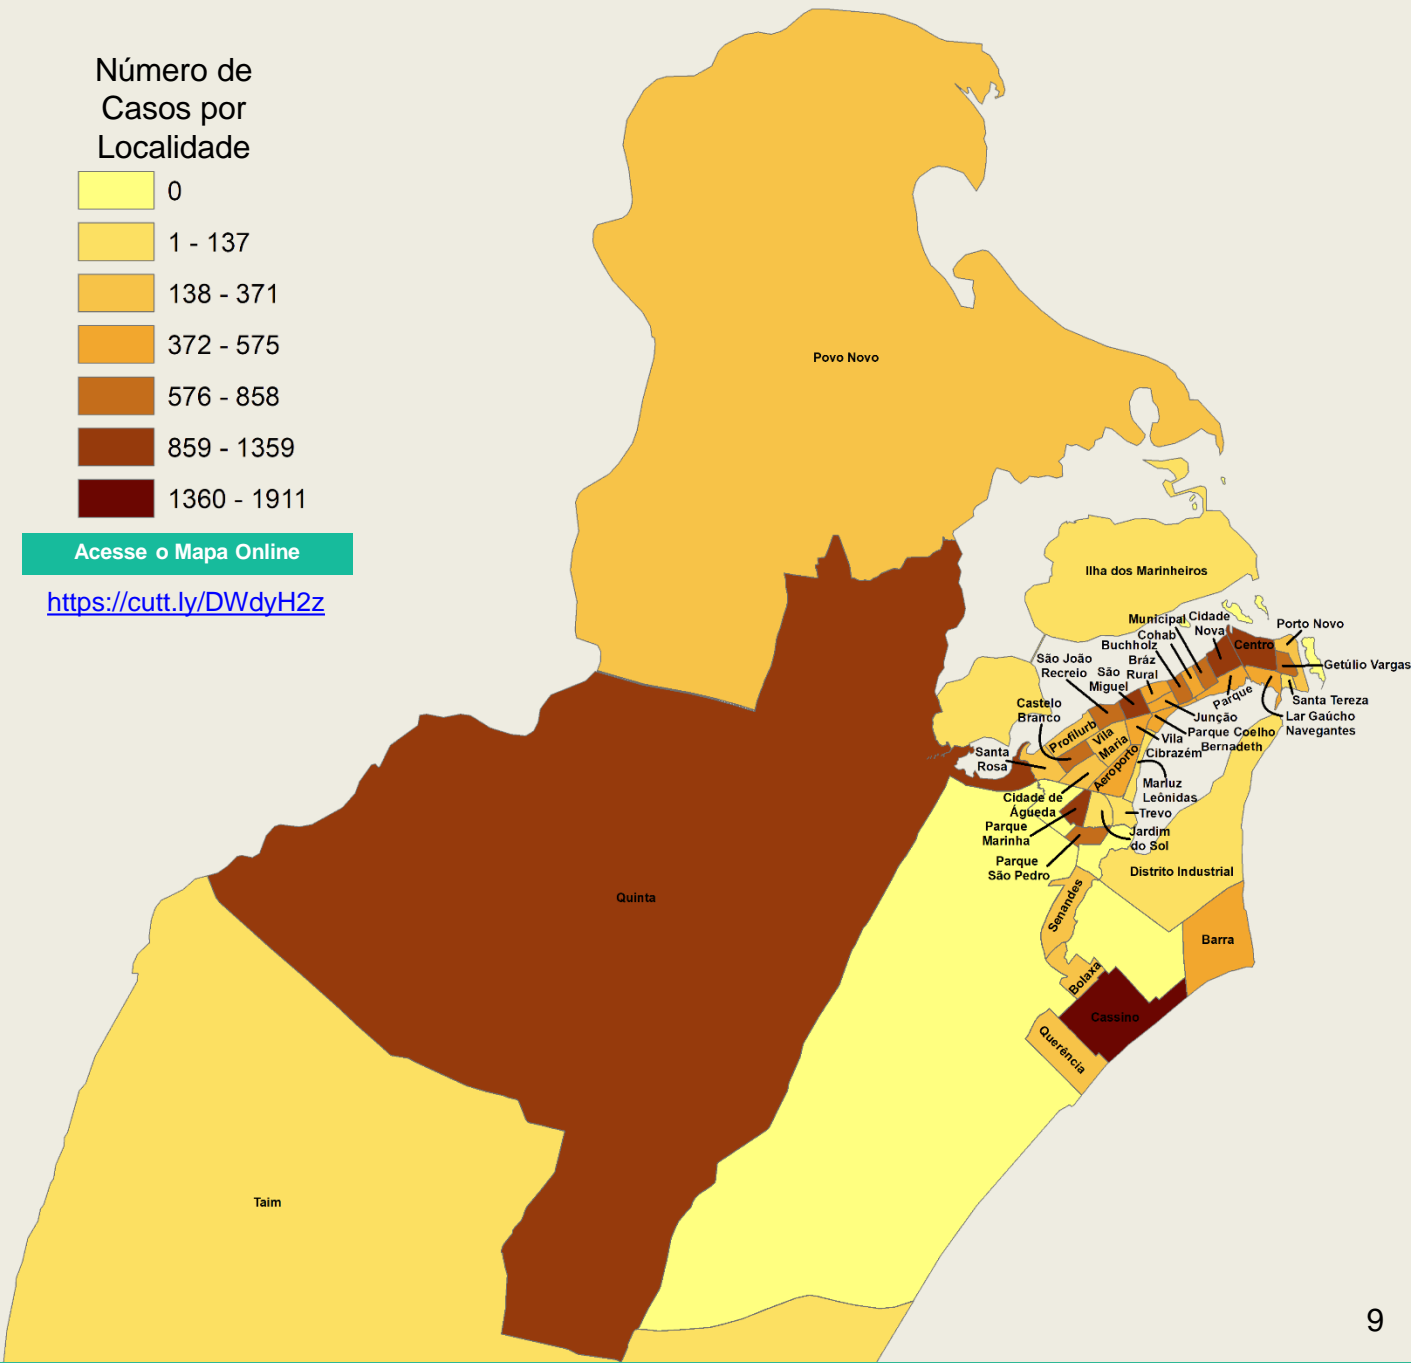 Número de
Casos por
Localidade
0
1 - 137
138 - 371
372 - 575
576 - 858
859 - 1359
1360 - 1911
Acesse o Mapa Online
https://cutt.ly/DWdyH2z
Povo Novo
Ilha dos Marinheiros
Municipal
Cidade
Nova
Cohab
Buchholz
Centro
Porto Novo
Getúlio Vargas
São João
Recreio
Bráz
Rural
São
Miguel
Santa Tereza
Castelo
Branco
Parque
Lar Gaúcho
Navegantes
Junção
Profilurb
Vila
Maria
Vila
Cibrazém
Parque Coelho
Bernadeth
Santa
Rosa
Aeroporto
Marluz
Leônidas
Cidade de
Águeda
Trevo
Parque
Marinha
Jardim
do Sol
Parque
São Pedro
Distrito Industrial
Quinta
Senandes
Barra
Bolaxa
Cassino
Querência
Taim
9